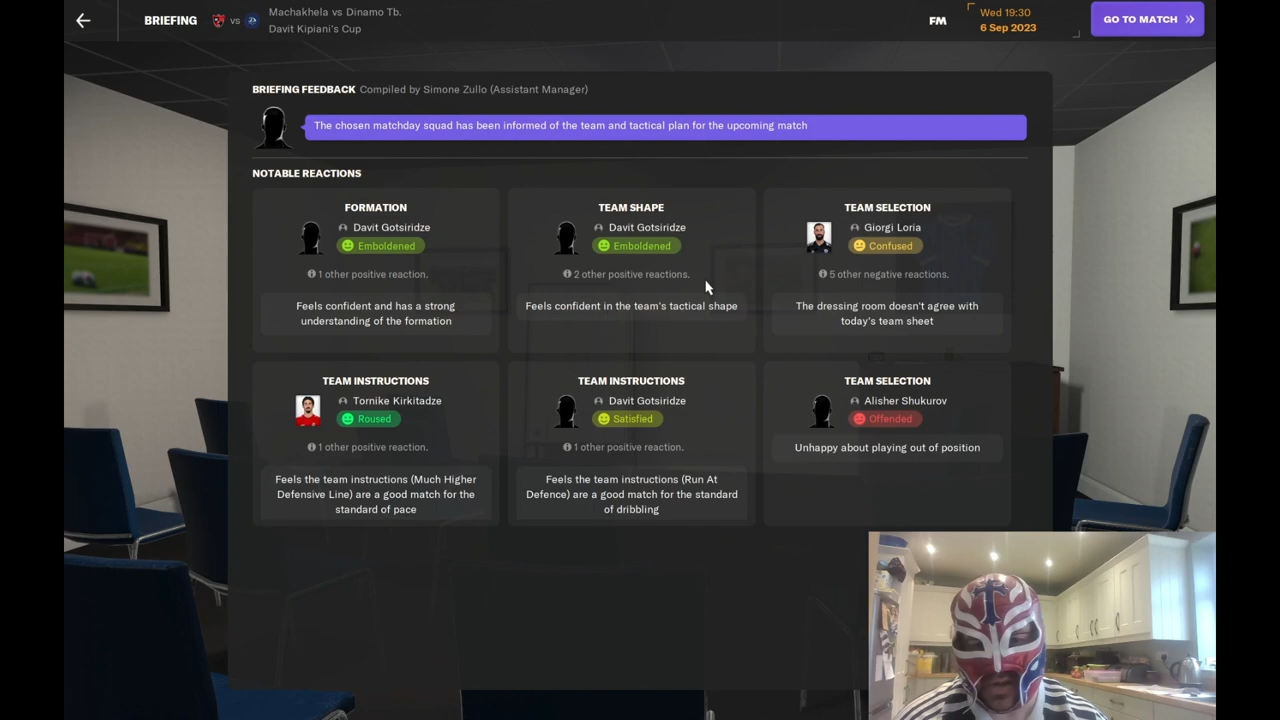 BRIEFING
vs
Machakhela vs Dinamo Tb.
Davit Kipiani's Cup
FM
Wed 19:30
6 Sep 2023
GO TO MATCH
BRIEFING FEEDBACK Compiled by Simone Zullo (Assistant Manager)
The chosen matchday squad has been informed of the team and tactical plan for the upcoming match
NOTABLE REACTIONS
FORMATION
Davit Gotsiridze
Emboldened
1 other positive reaction.
Feels confident and has a strong
understanding of the formation
TEAM SHAPE
Davit Gotsiridze
Emboldened
2 other positive reactions.
Feels confident in the team's tactical shape
TEAM SELECTION
Giorgi Loria
Confused
5 other negative reactions.
The dressing room doesn't agree with
today's team sheet
TEAM INSTRUCTIONS
Tornike Kirkitadze
Roused
1 other positive reaction.
Feels the team instructions (Much Higher
Defensive Line) are a good match for the
standard of pace
TEAM INSTRUCTIONS
Davit Gotsiridze
Satisfied
1 other positive reaction.
Feels the team instructions (Run At
Defence) are a good match for the standard
of dribbling
TEAM SELECTION
Alisher Shukurov
Offended
Unhappy about playing out of position